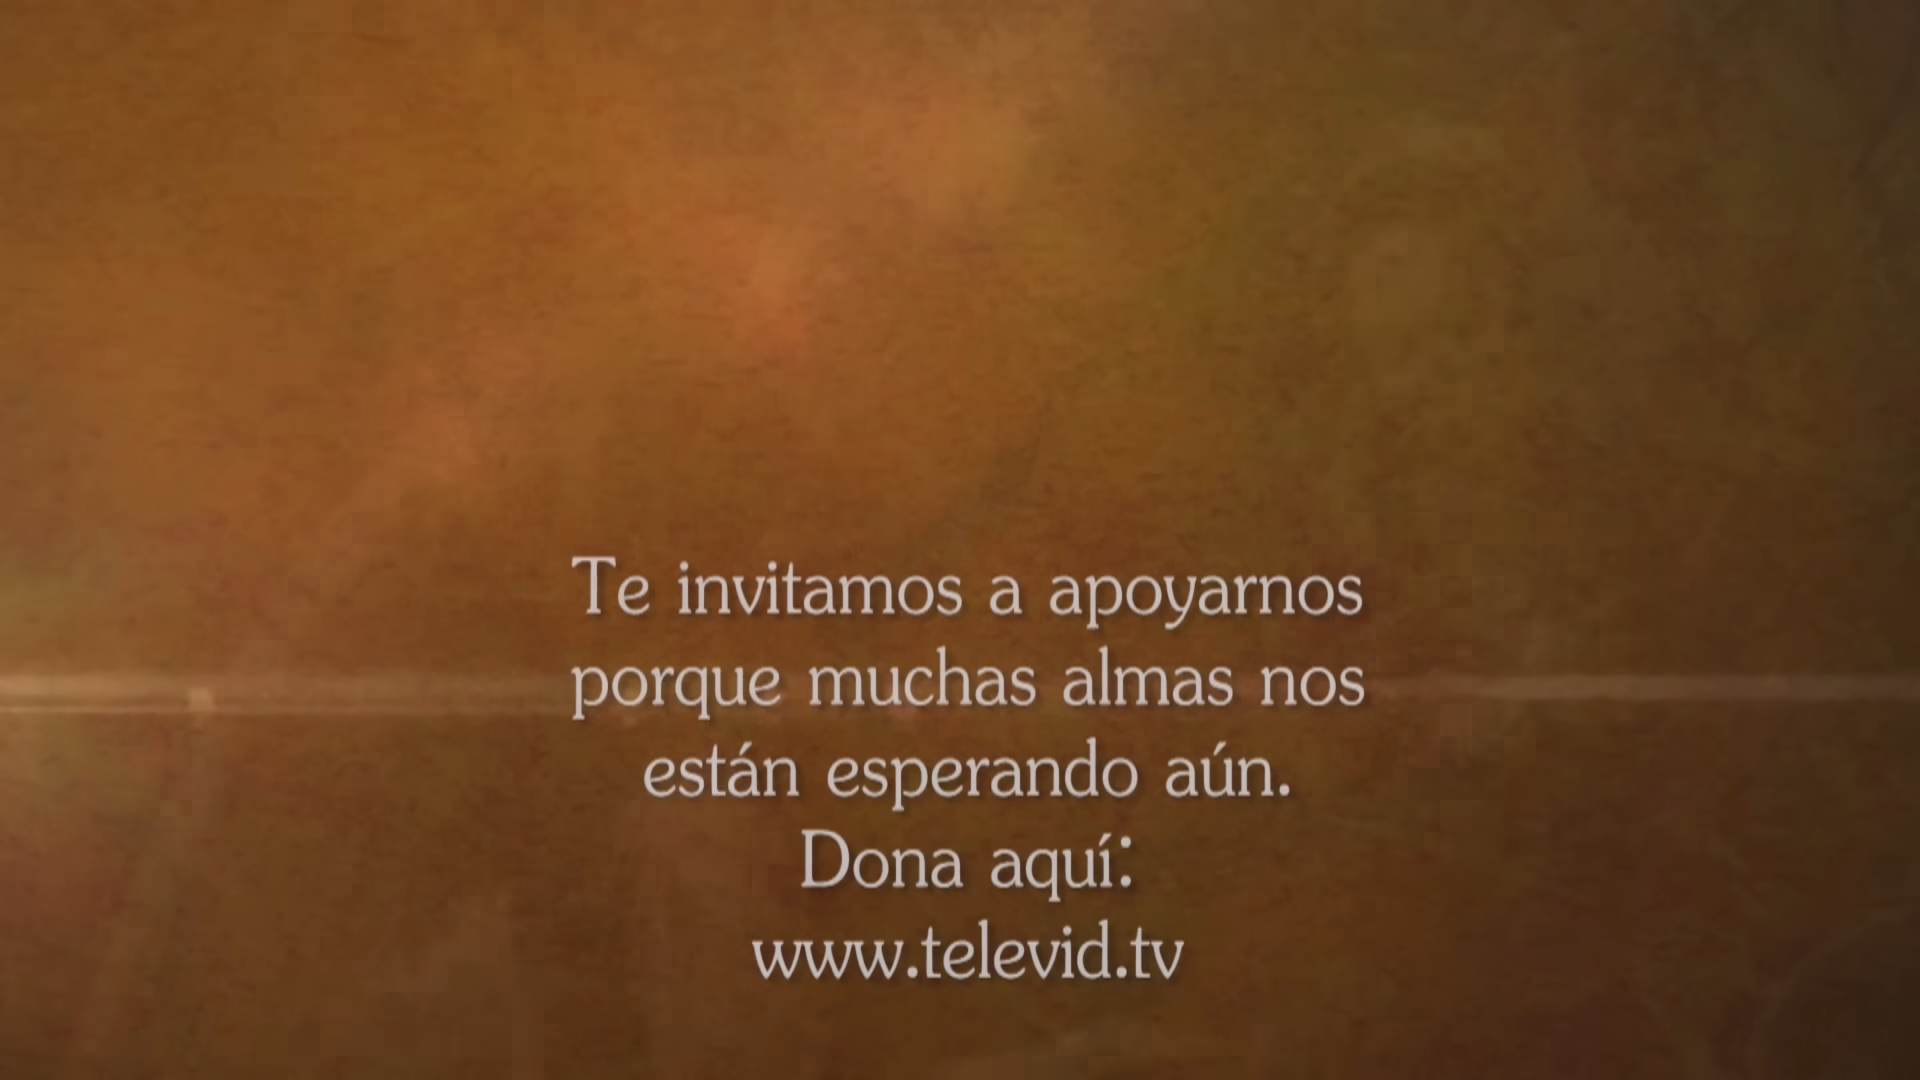 Te invitamos a apoyarnos
porque muchas almas nos
están esperando aún.
Dona aquí:
www.televid.tv